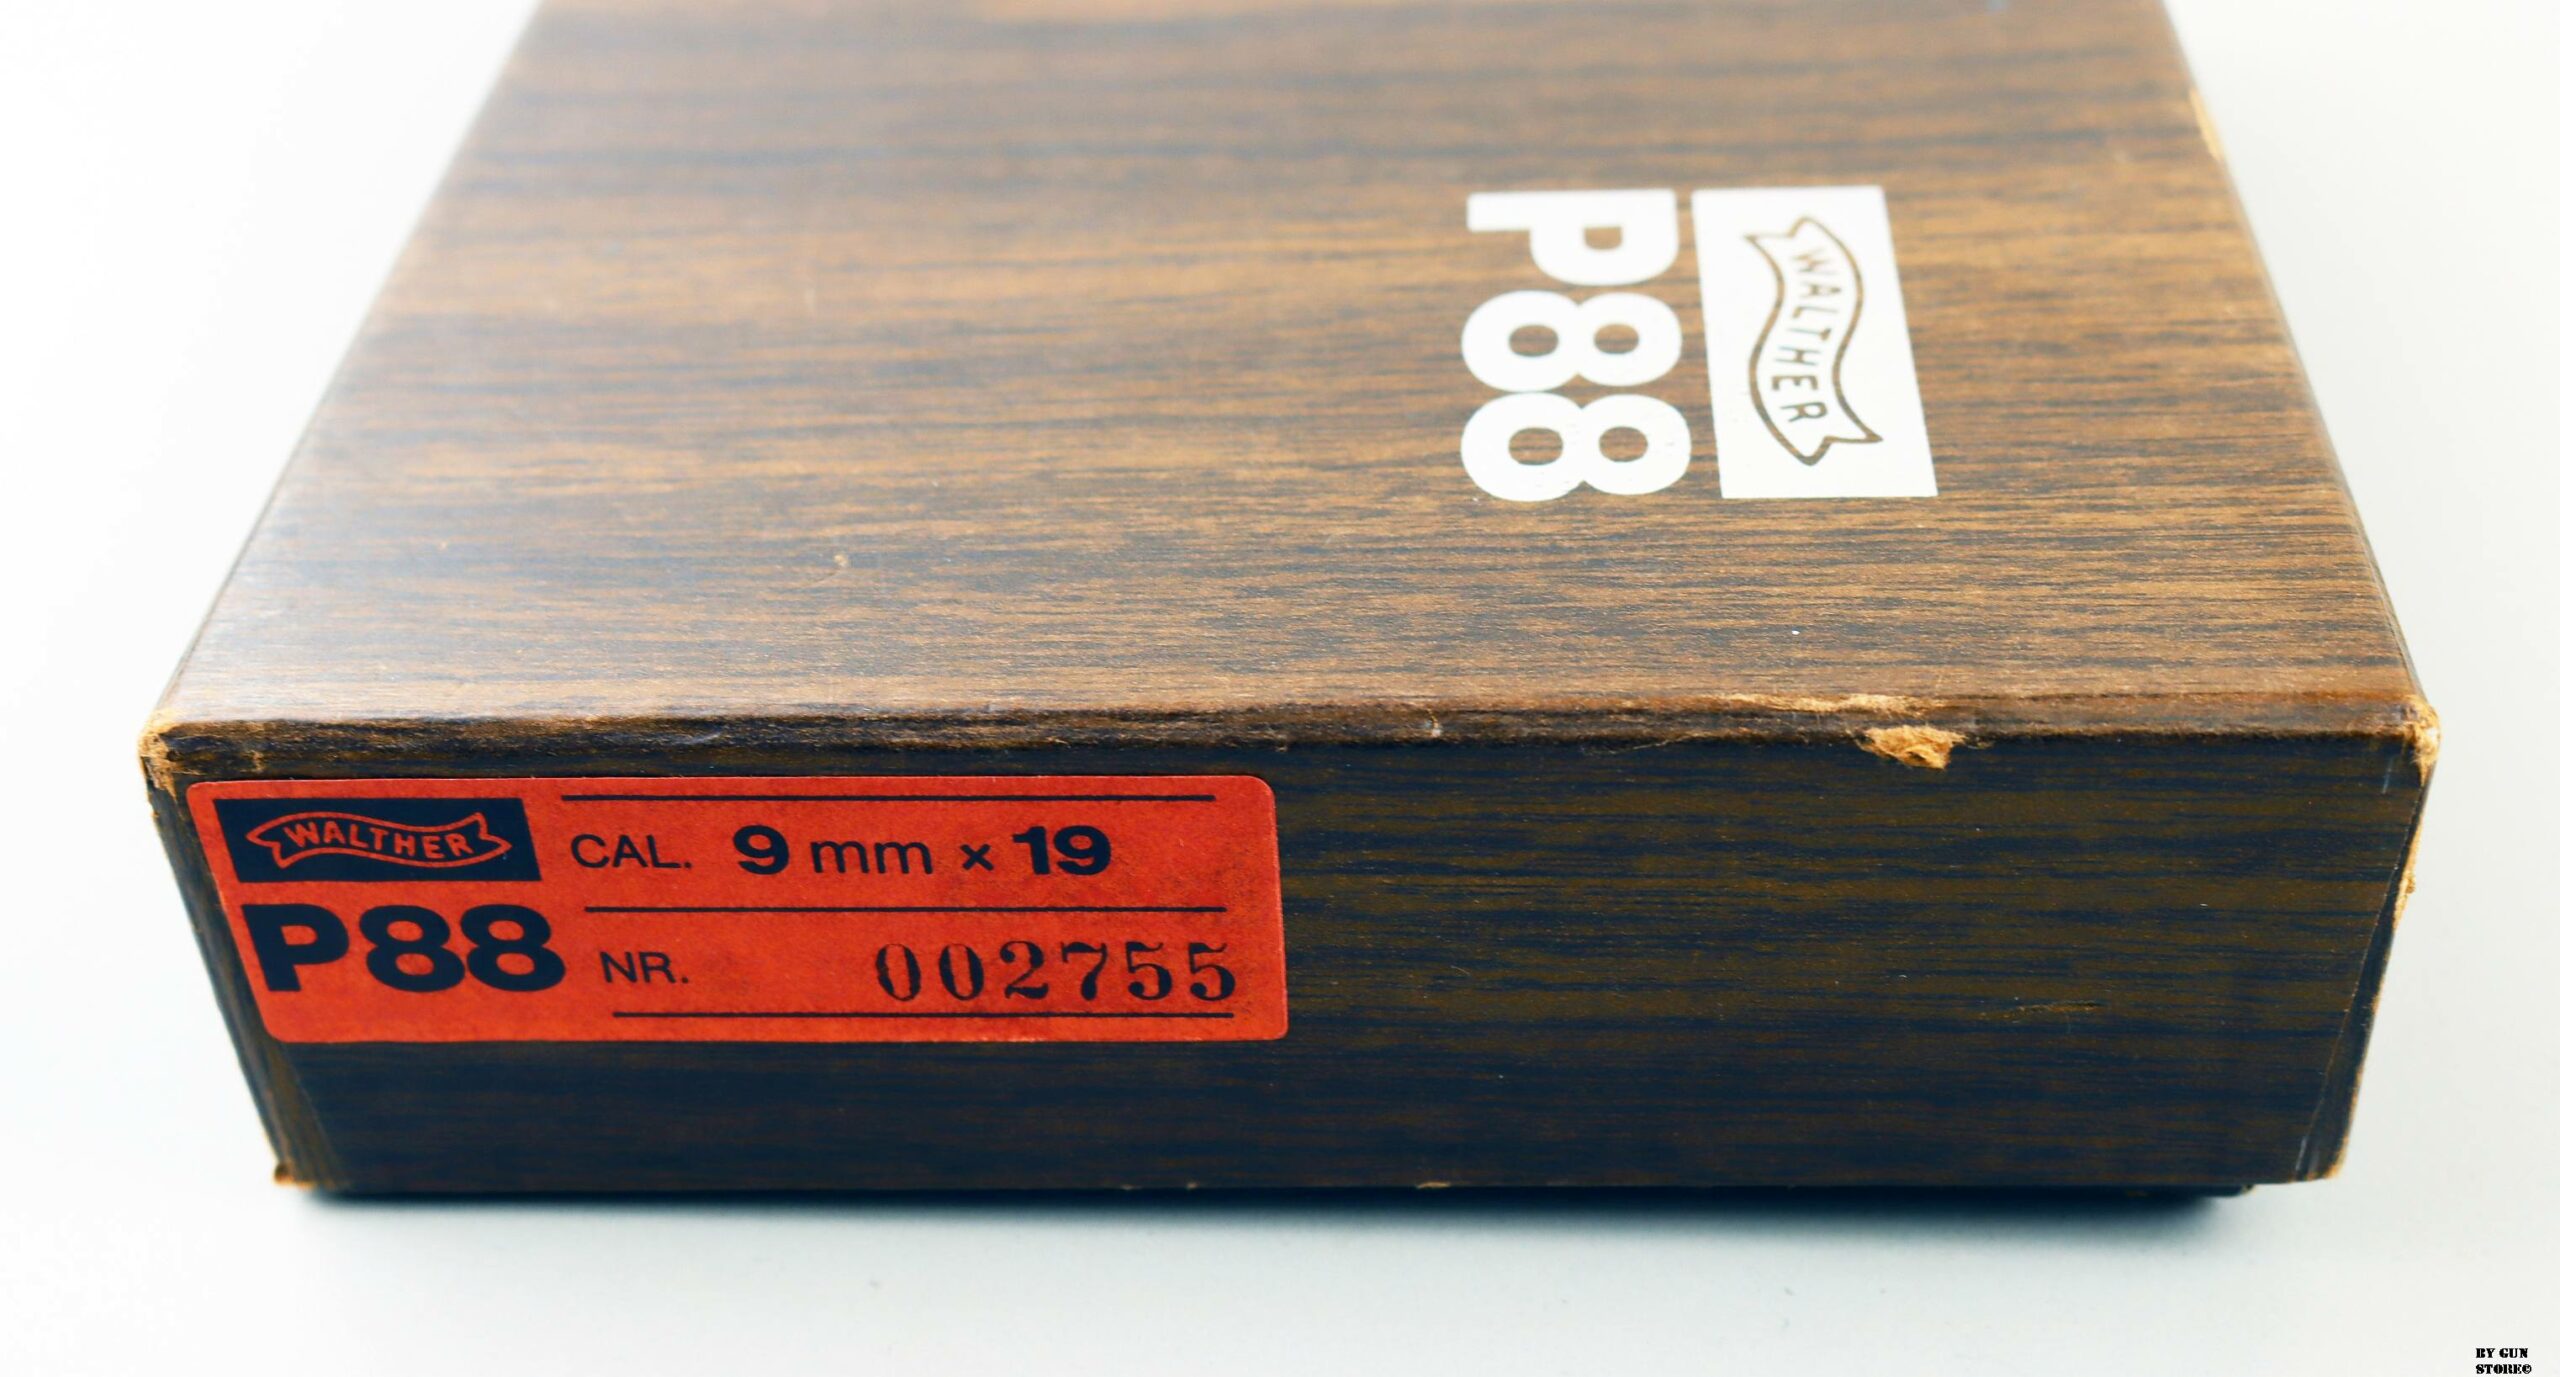 WALTHER
P88
WALTHER
CAL. 9 mm × 19
P88
NR. 002755
BY GUN
STORE©